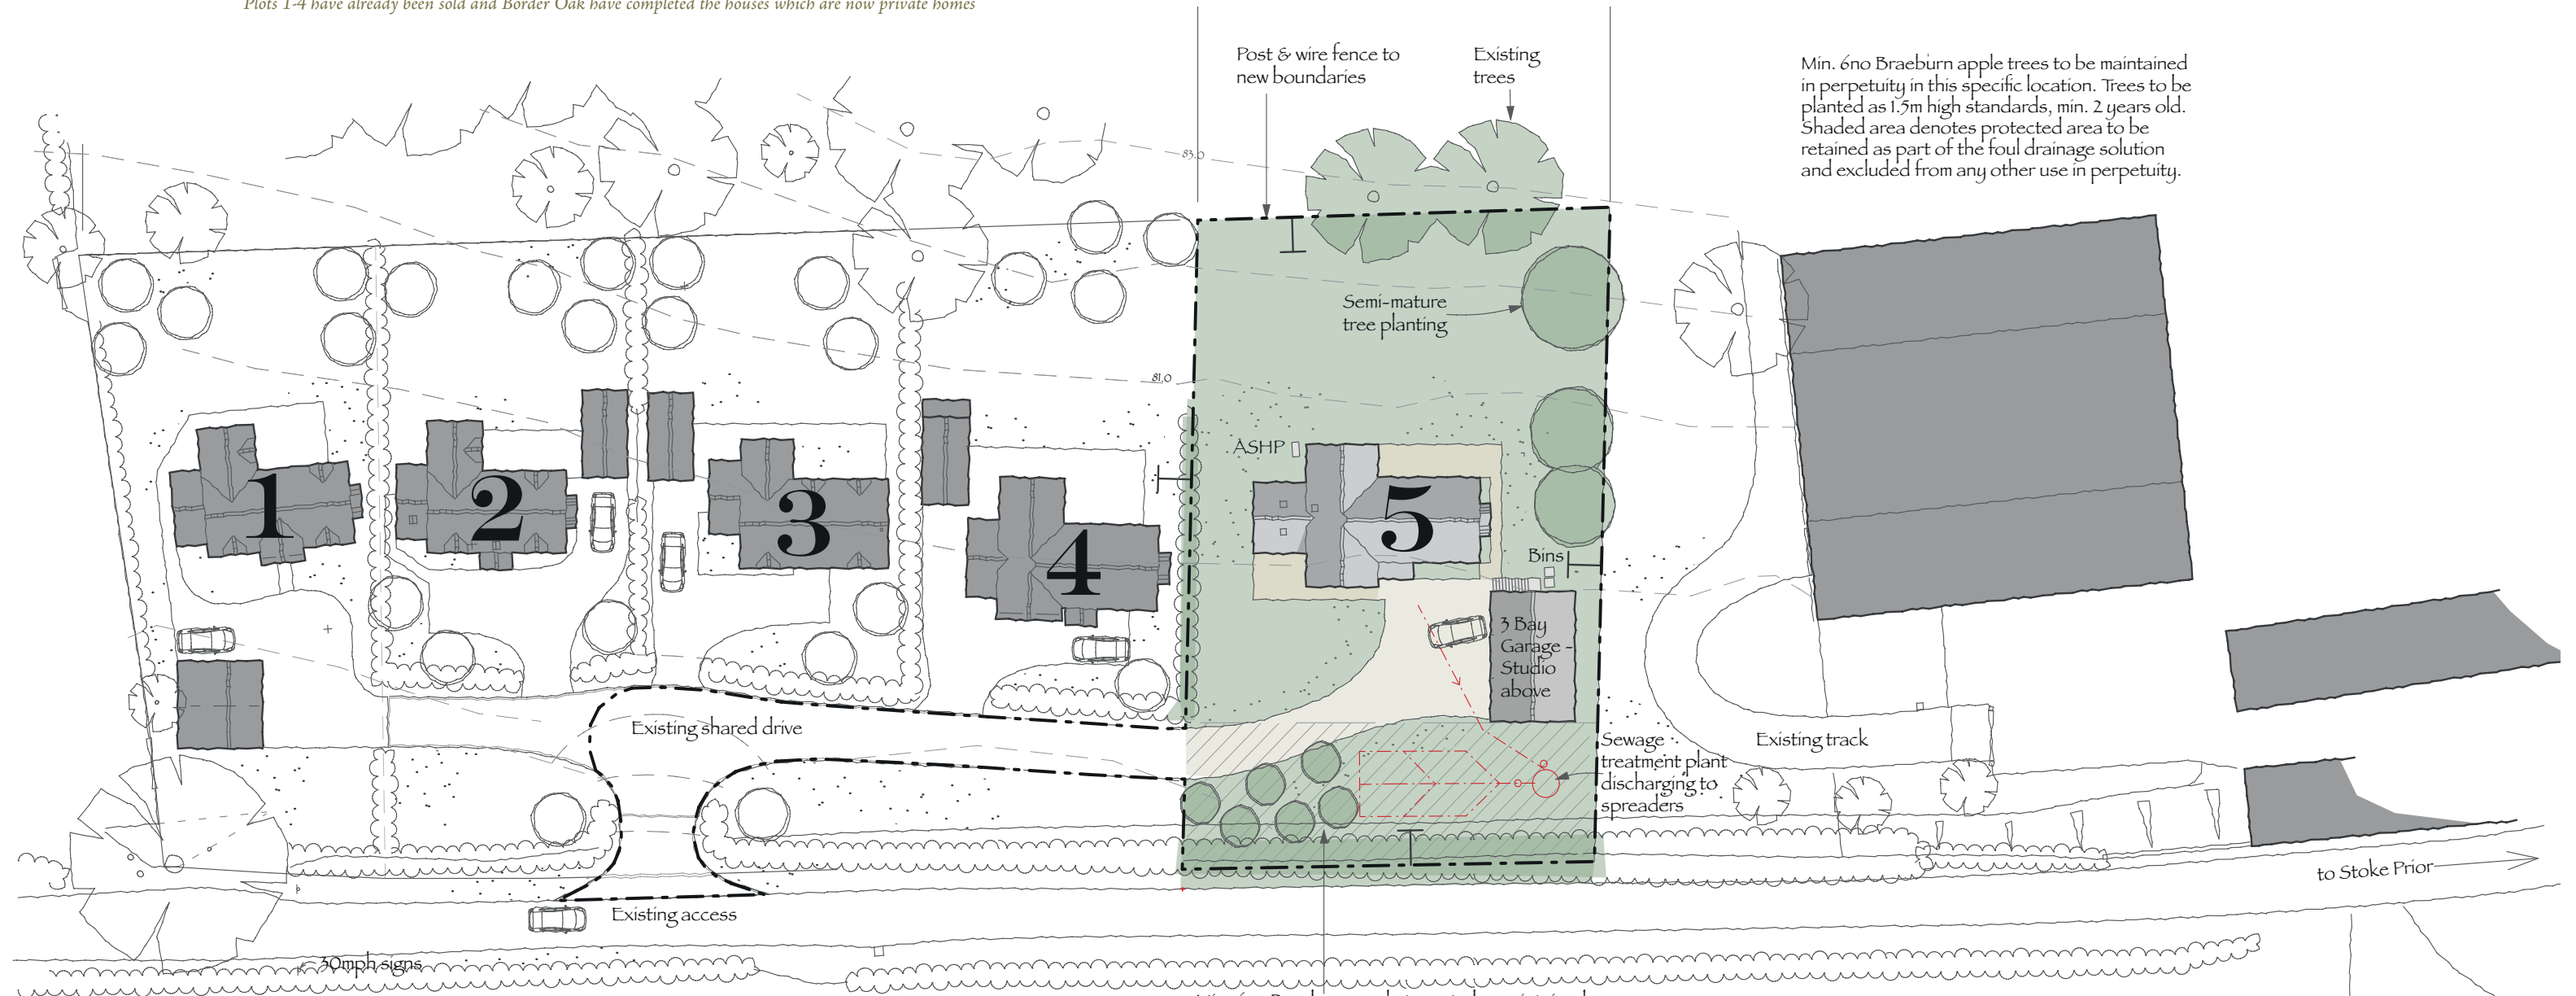 Plots 1-4 have already been sold and Border Oak have completed the houses which are now private homes
Post & wire fence to
new boundaries
Existing
trees
Min. 6no Braeburn apple trees to be maintained
in perpetuity in this specific location. Trees to be
planted as 1.5m high standards, min. 2 years old.
Shaded area denotes protected area to be
retained as part of the foul drainage solution
and excluded from any other use in perpetuity.
83.0
Semi-mature
tree planting
81.0
ASHP
1
2
3
4
5
Bins
3 Bay
Garage -
Studio
above
Existing shared drive
Sewage
treatment plant
discharging to
spreaders
Existing track
to Stoke Prior
Existing access
30mph signs